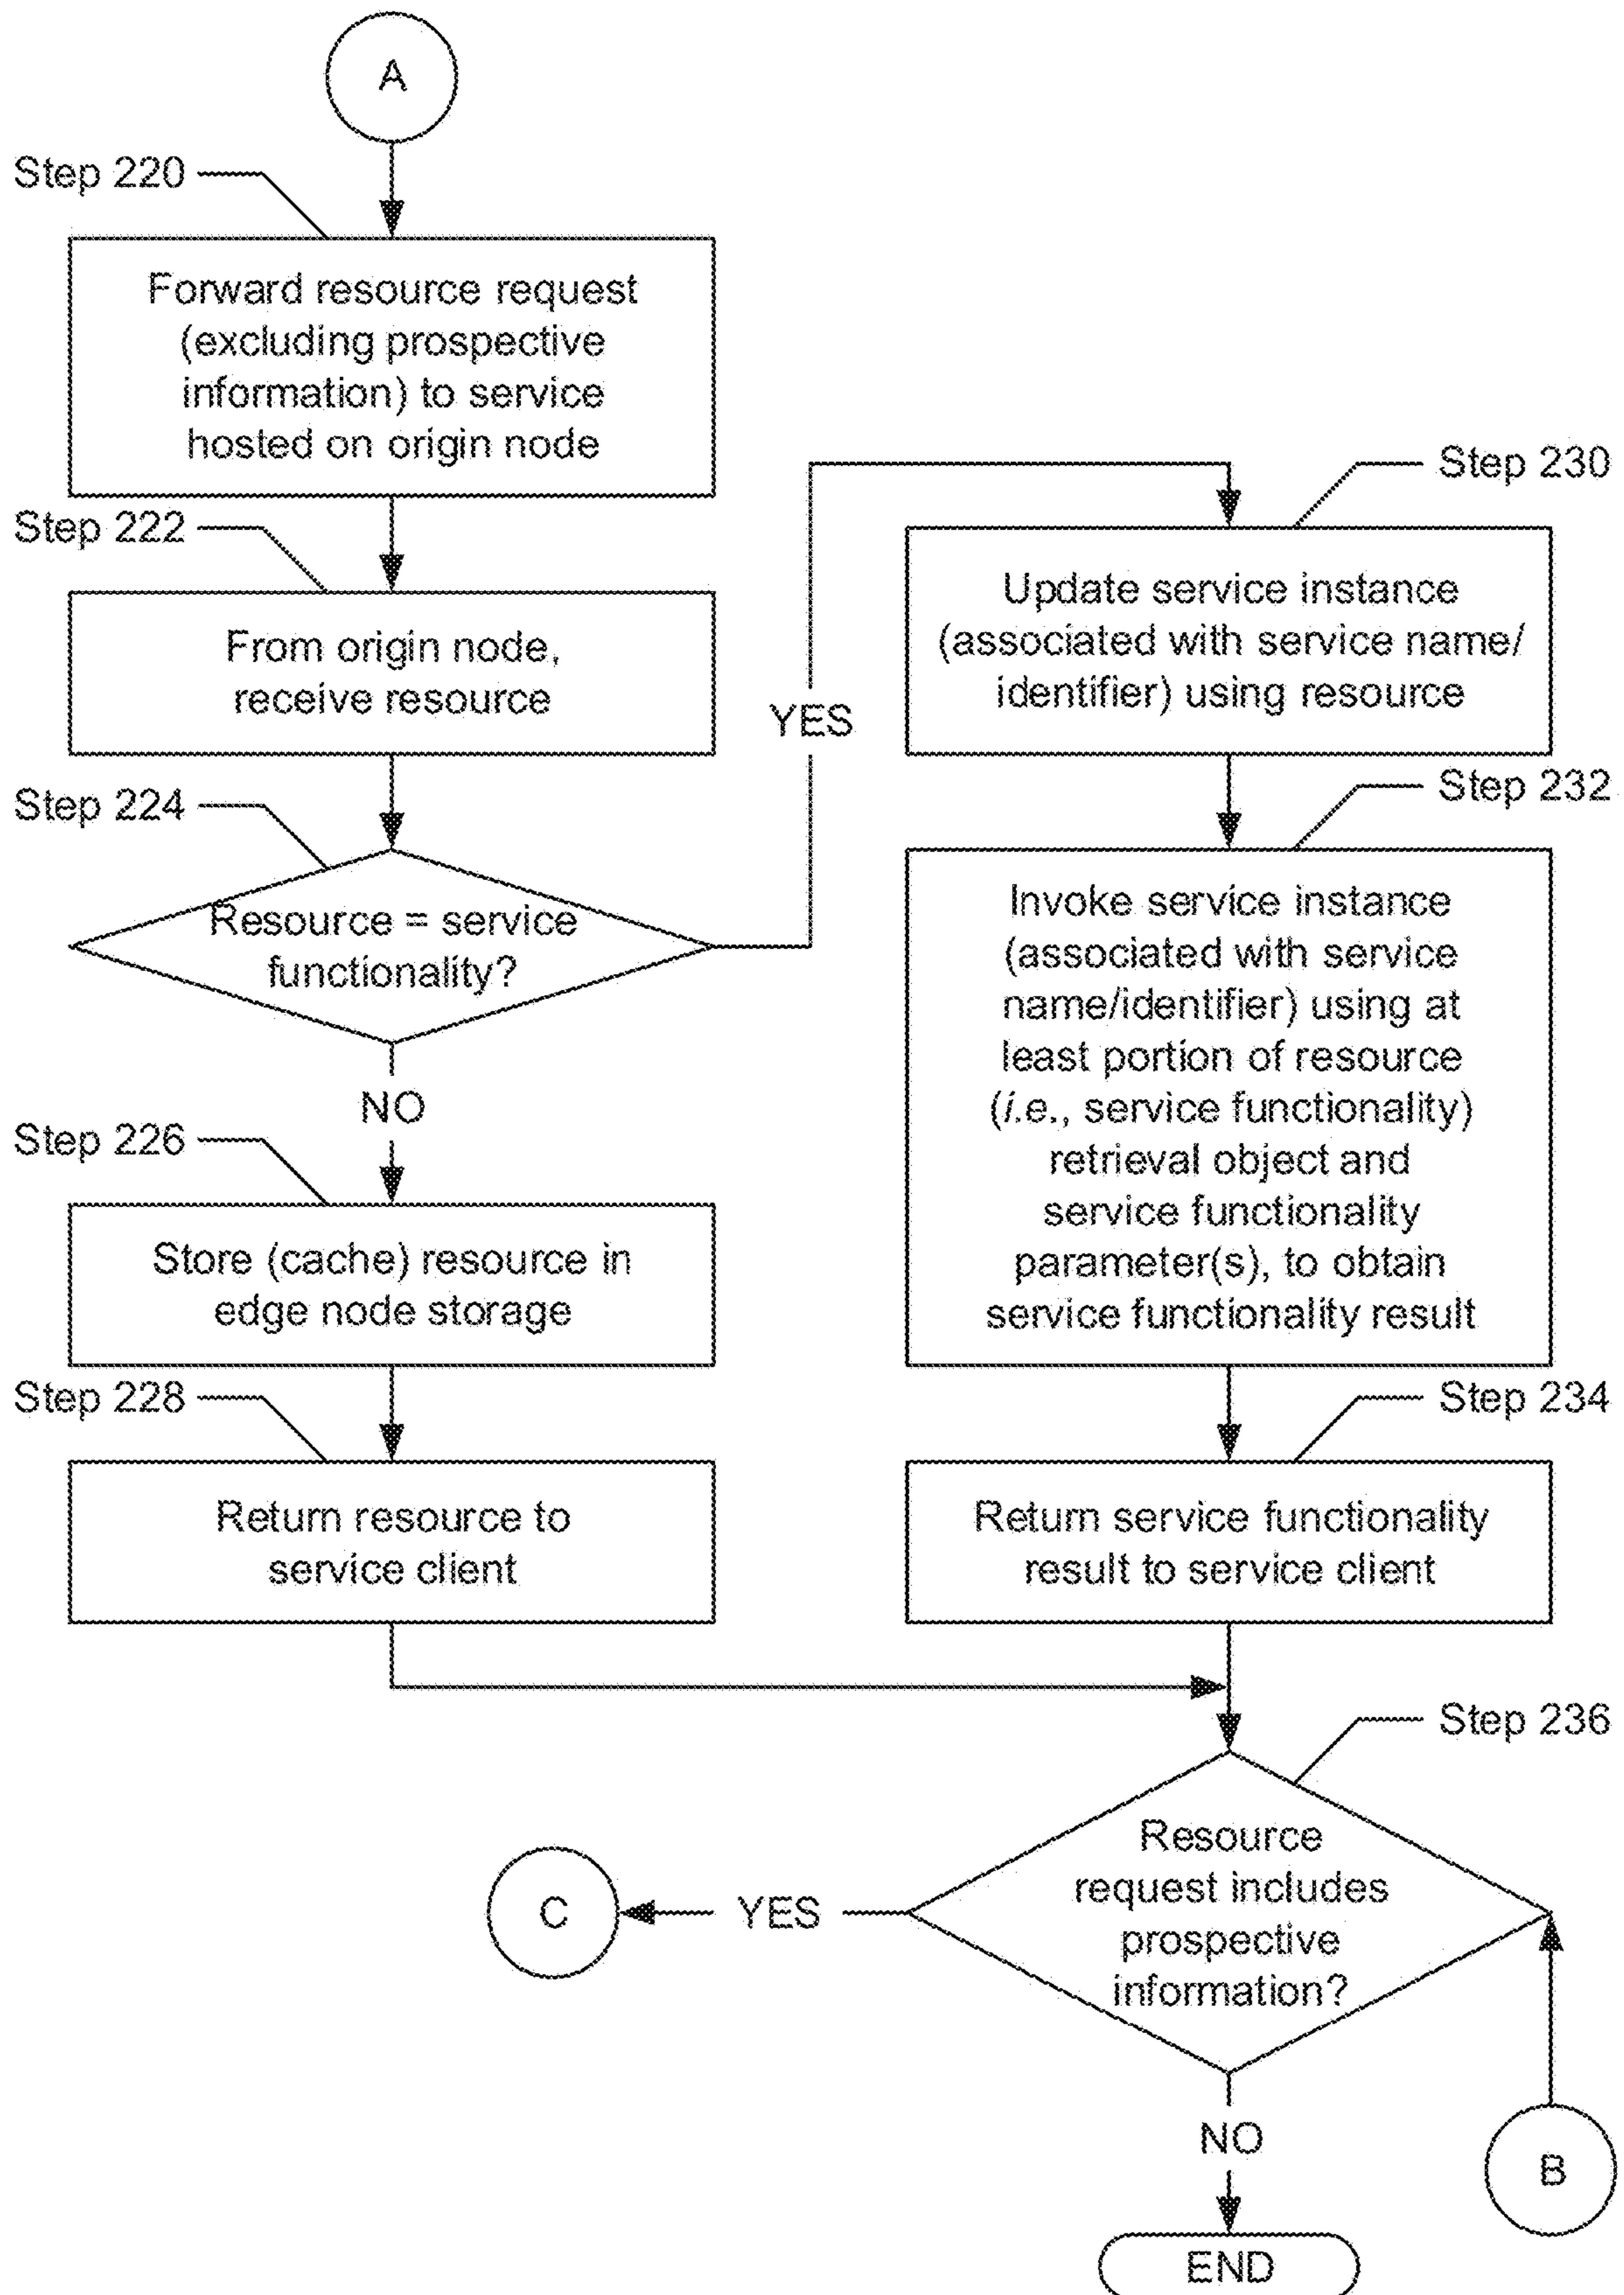 A
Step 220
Forward resource request
(excluding prospective
information) to service
hosted on origin node
Step 222
From origin node,
receive resource
Step 224
Resource = service
functionality?
YES
NO
Step 226
Store (cache) resource in
edge node storage
Step 228
Return resource to
service client
Step 230
Update service instance
(associated with service name/
identifier) using resource
Step 232
Invoke service instance
(associated with service
name/identifier) using at
least portion of resource
(i.e., service functionality)
retrieval object and
service functionality
parameter(s), to obtain
service functionality result
Step 234
Return service functionality
result to service client
Step 236
Resource
request includes
prospective
information?
YES
C
NO
B
END